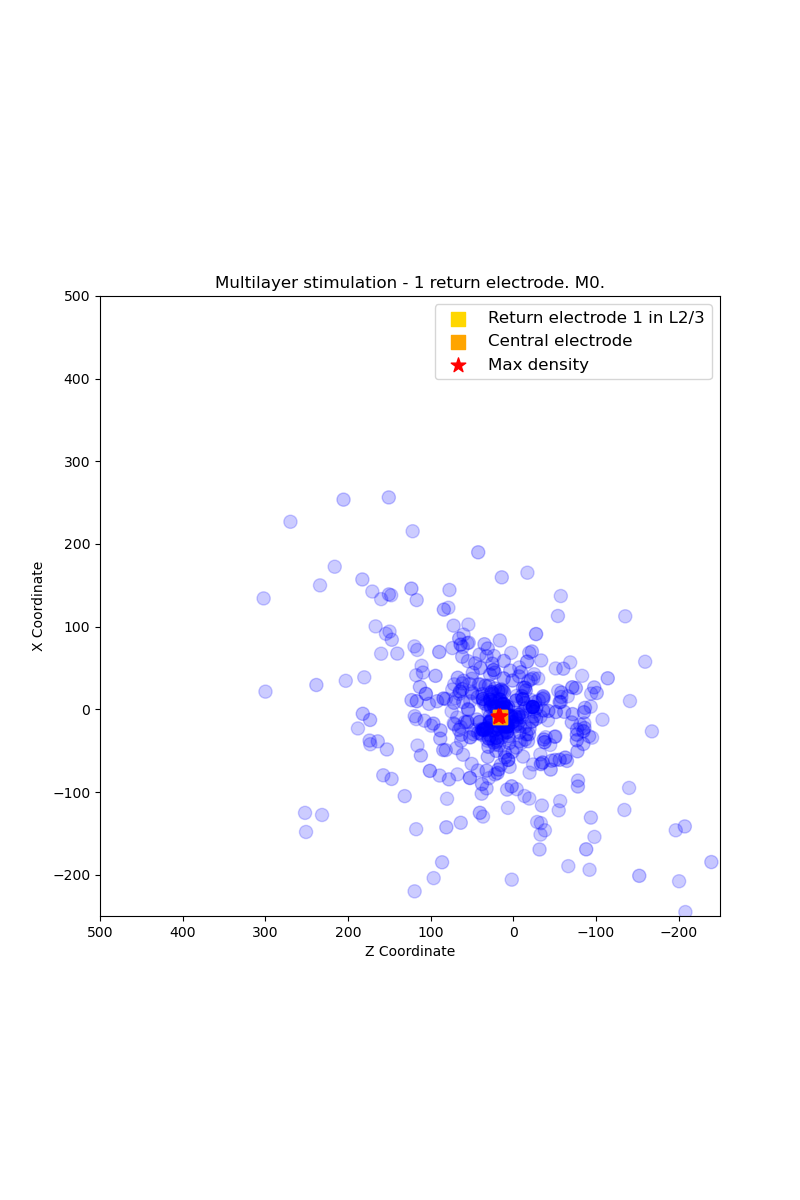 Multilayer stimulation - 1 return electrode. M0.
Return electrode 1 in L2/3
Central electrode
Max density
500
400
300
200
100
0
−100
−200
X Coordinate
500 400 300 200 100 0 −100 −200
Z Coordinate